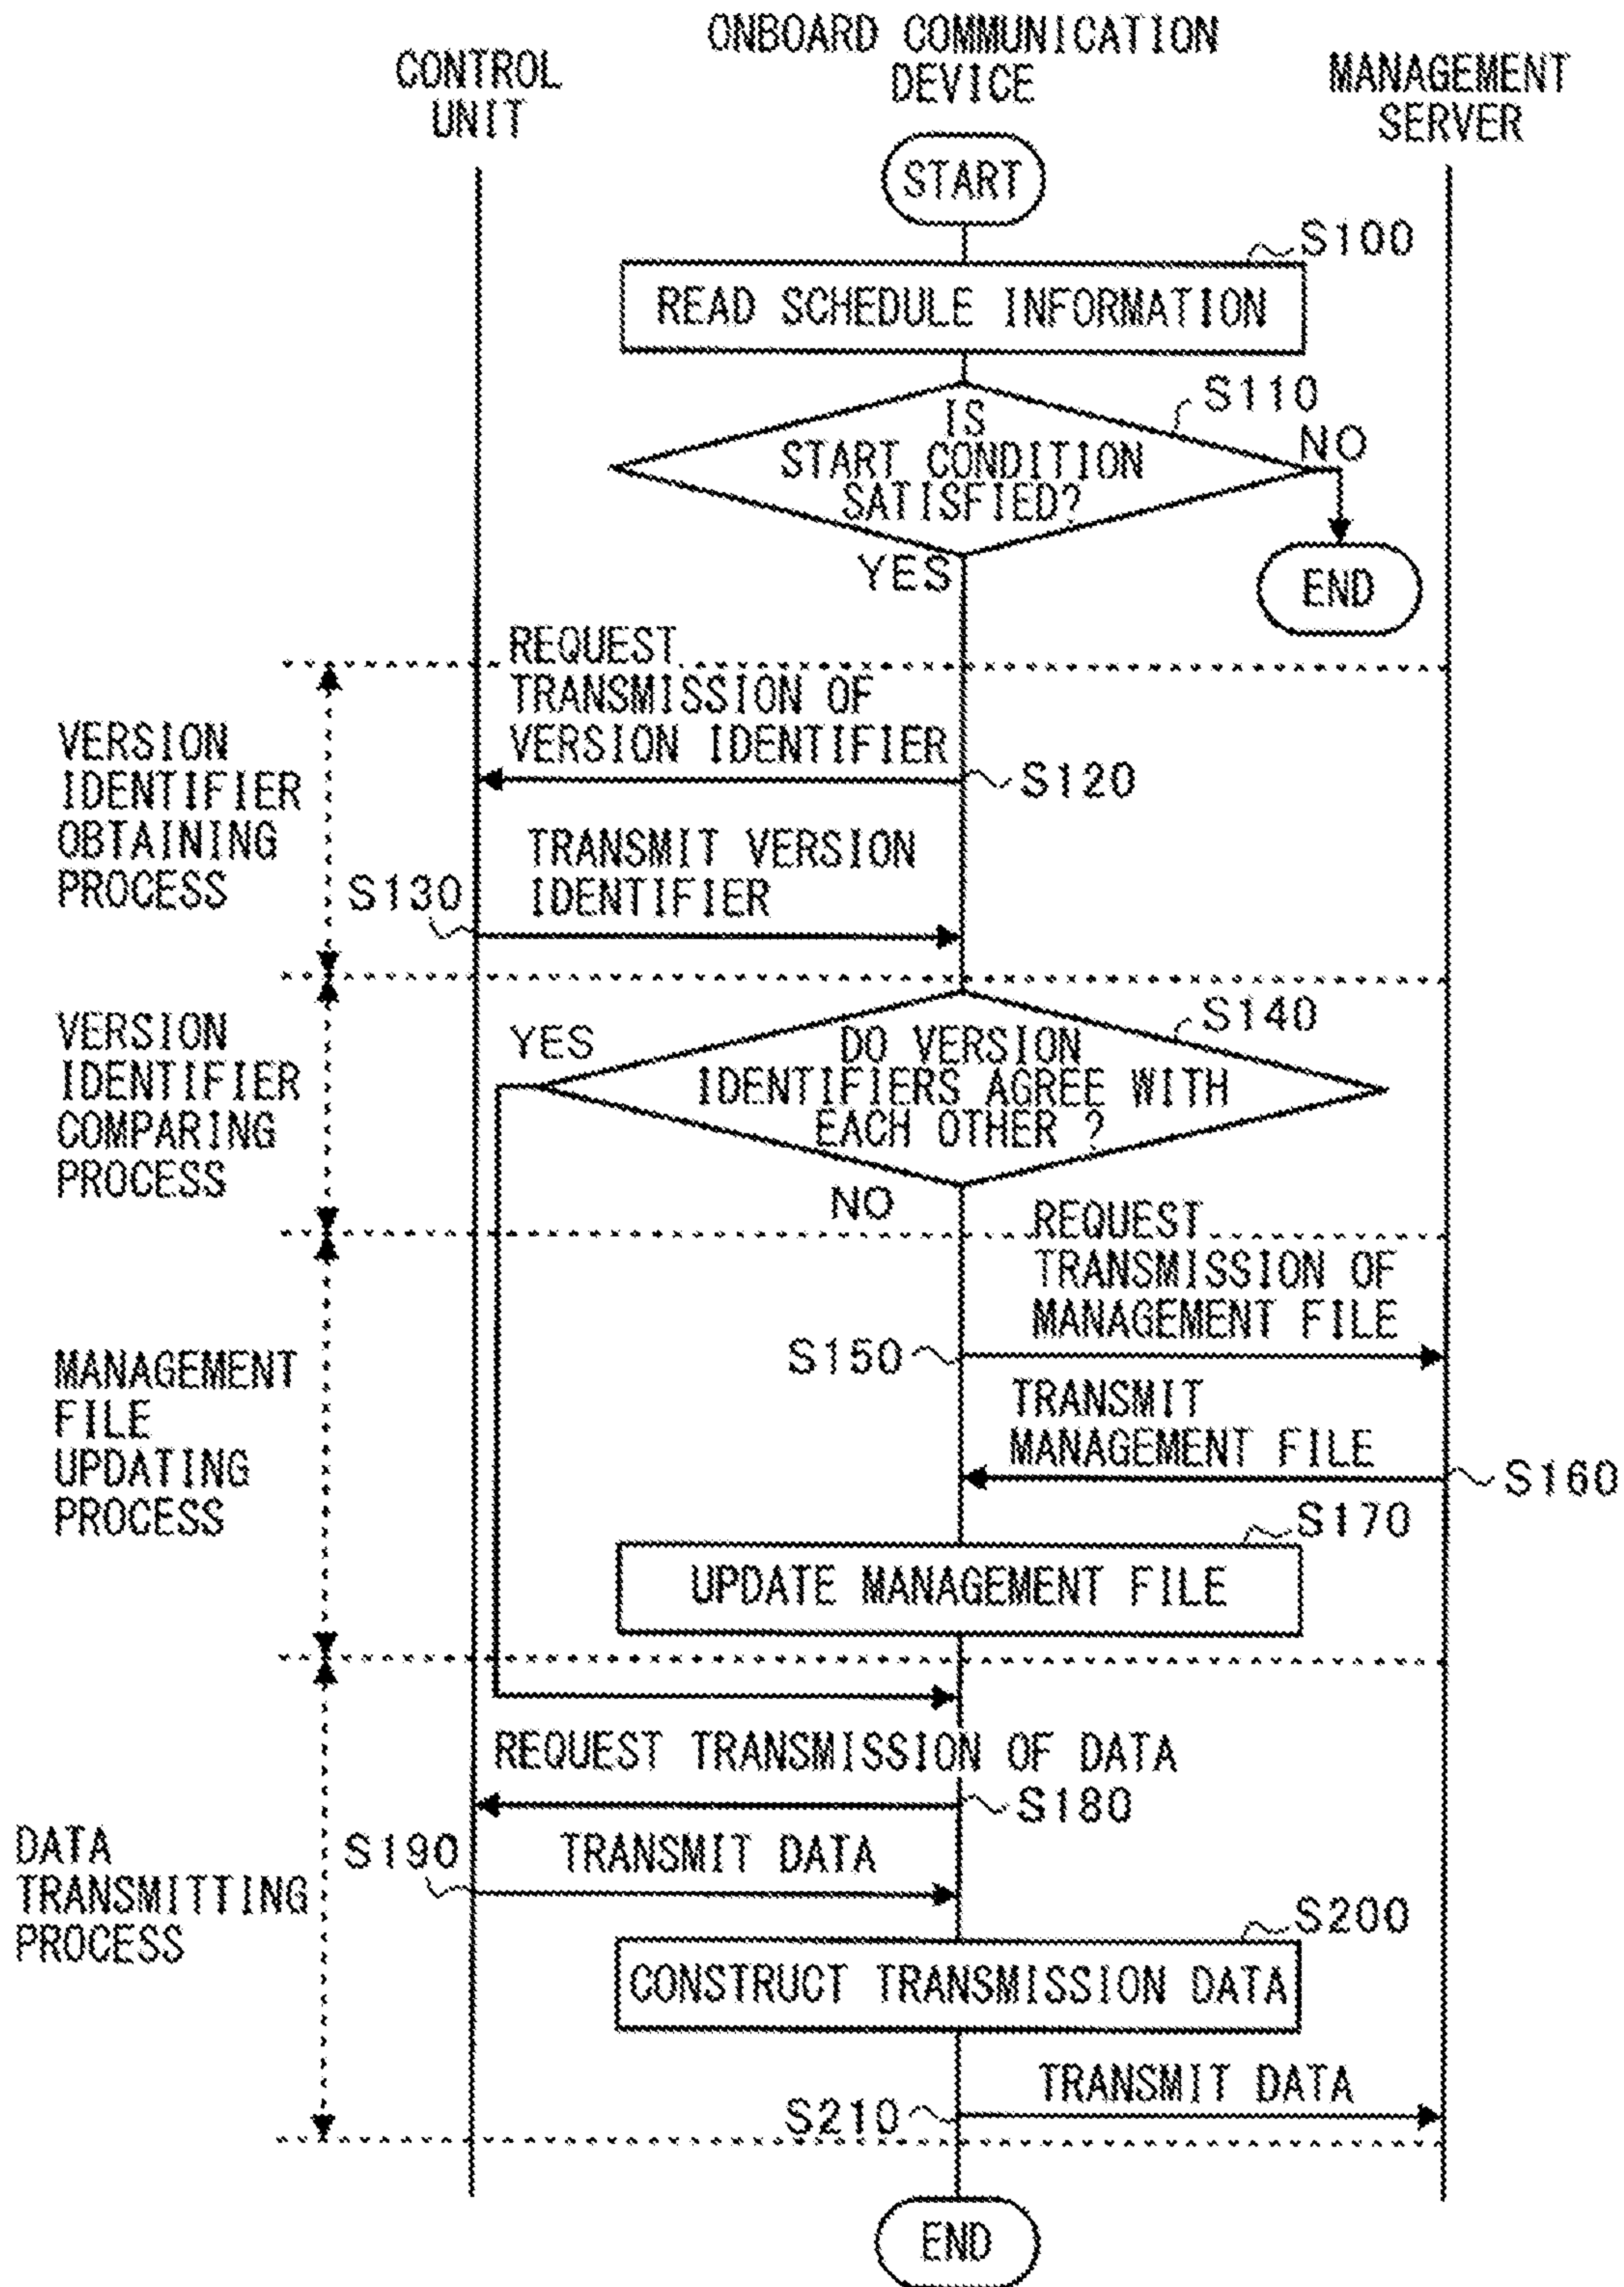 ONBOARD COMMUNICATION
DEVICE
CONTROL
UNIT
MANAGEMENT
SERVER
START
S100
READ SCHEDULE INFORMATION
S110
IS
START CONDITION
SATISFIED?
NO
YES
END
REQUEST
TRANSMISSION OF
VERSION IDENTIFIER
S120
VERSION
IDENTIFIER
OBTAINING
PROCESS
TRANSMIT VERSION
IDENTIFIER
S130
S140
YES
DO VERSION
IDENTIFIERS AGREE WITH
EACH OTHER ?
NO
VERSION
IDENTIFIER
COMPARING
PROCESS
REQUEST
TRANSMISSION OF
MANAGEMENT FILE
S150
TRANSMIT
MANAGEMENT FILE
S160
MANAGEMENT
FILE
UPDATING
PROCESS
S170
UPDATE MANAGEMENT FILE
REQUEST TRANSMISSION OF DATA
S180
S190
TRANSMIT DATA
DATA
TRANSMITTING
PROCESS
S200
CONSTRUCT TRANSMISSION DATA
TRANSMIT DATA
S210
END